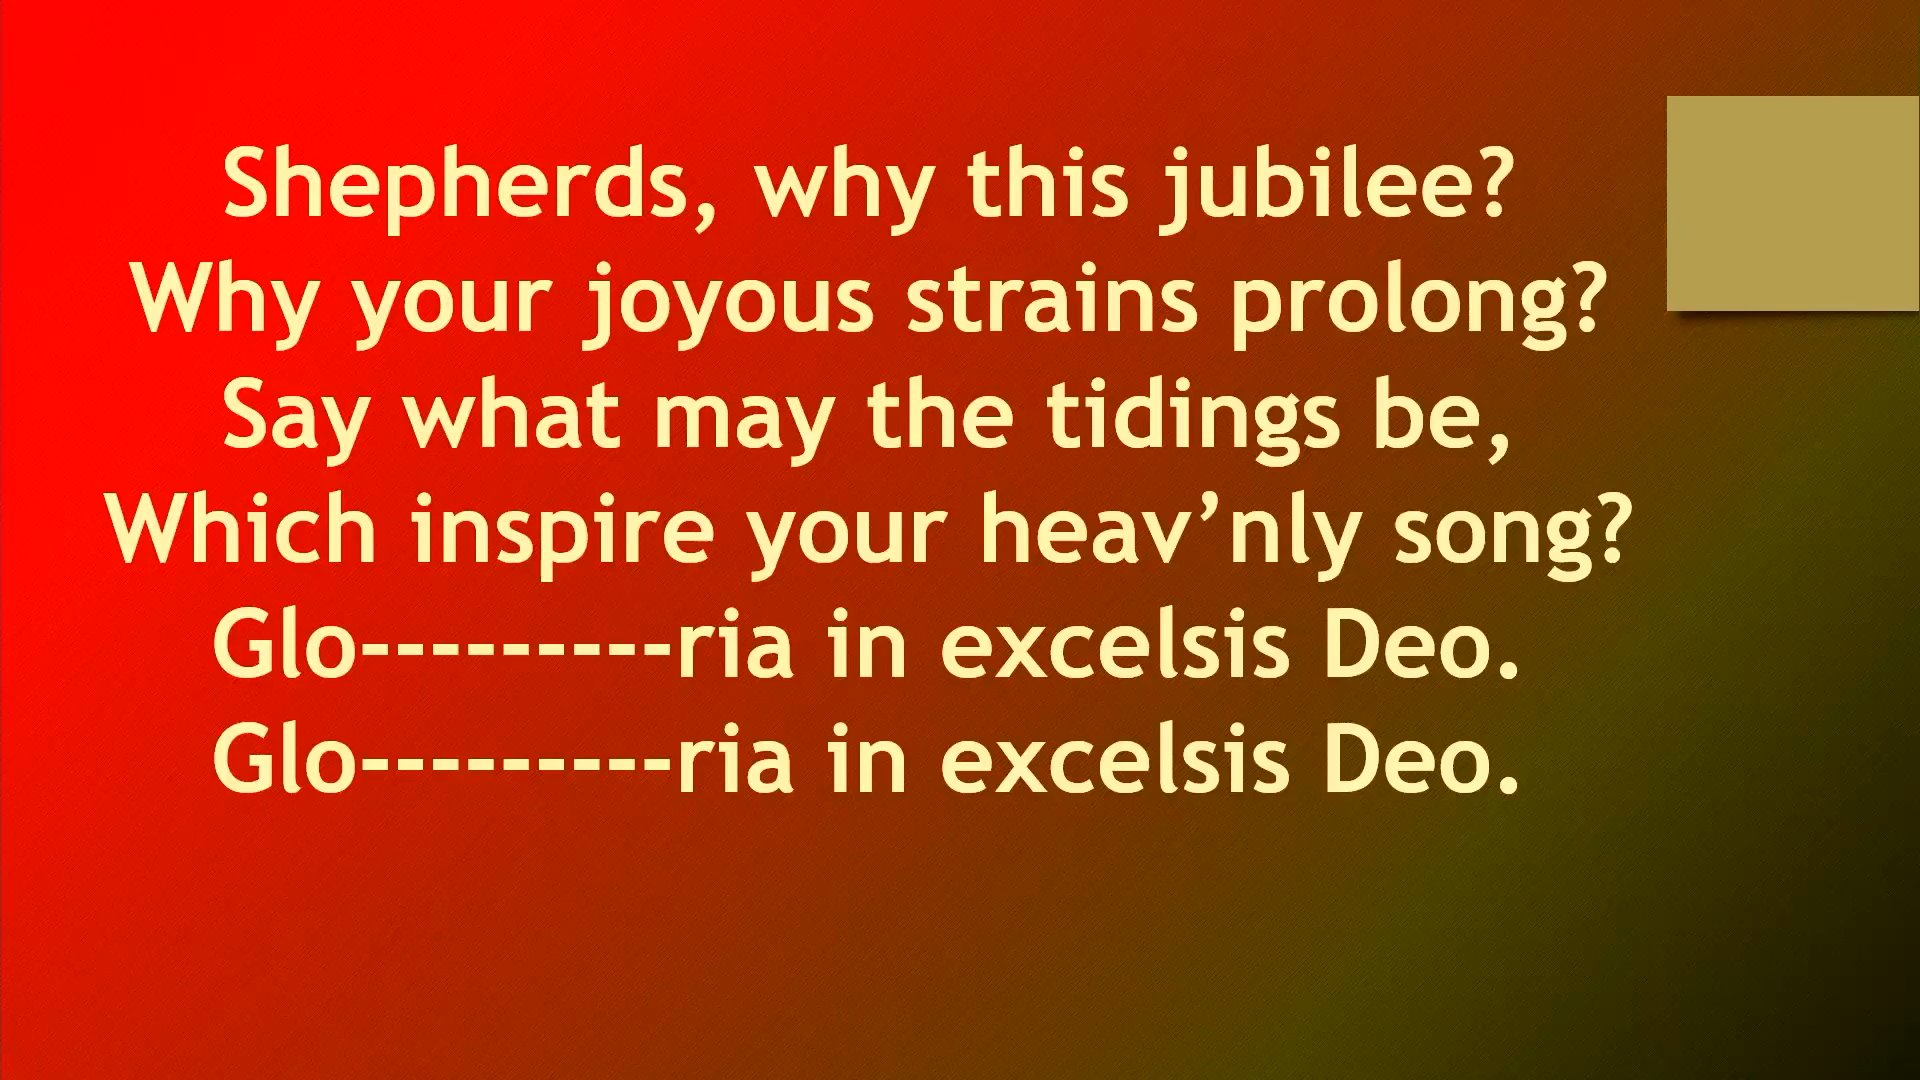 Shepherds, why this jubilee?
Why your joyous strains prolong?
Say what may the tidings be,
Which inspire your heav’nly song?
Glo---------ria in excelsis Deo.
Glo---------ria in excelsis Deo.